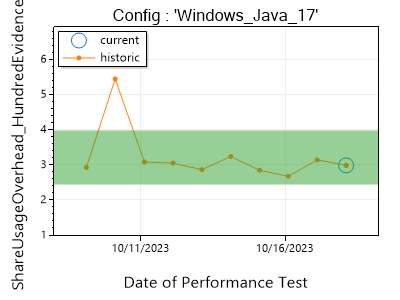 Config : 'Windows_Java_17'
ShareUsageOverhead_HundredEvidence
current
historic
6
5
4
3
2
1
10/11/2023
10/16/2023
Date of Performance Test